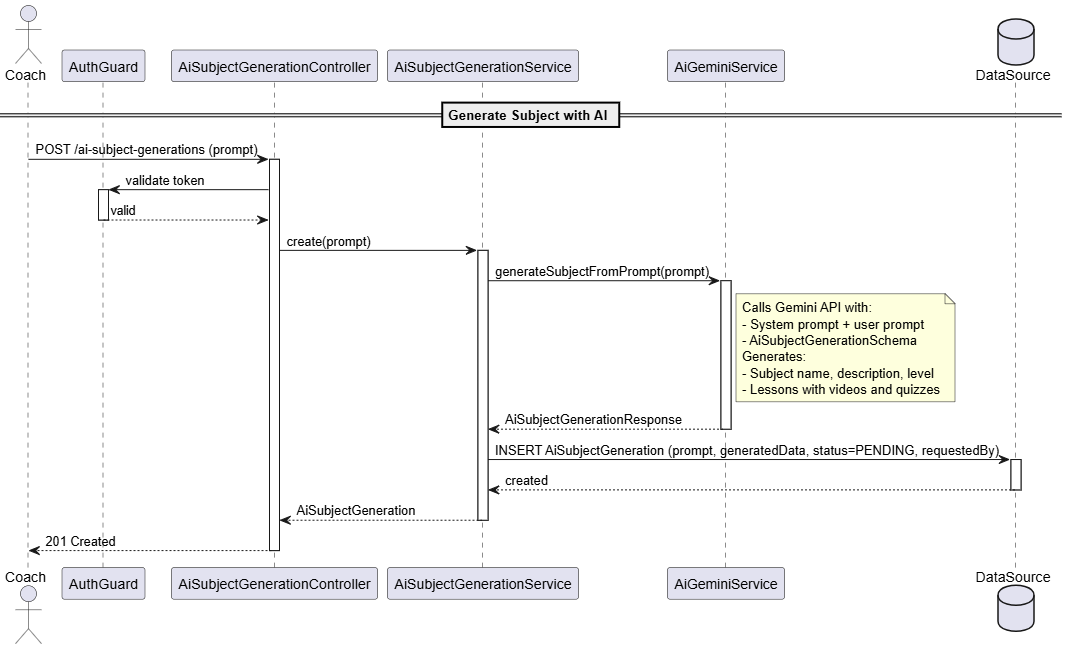 Coach
AuthGuard
AiSubjectGenerationController
AiSubjectGenerationService
AiGeminiService
DataSource
Generate Subject with AI
POST /ai-subject-generations (prompt)
validate token
valid
create(prompt)
generateSubjectFromPrompt(prompt)
Calls Gemini API with:
- System prompt + user prompt
- AiSubjectGenerationSchema
Generates:
- Subject name, description, level
- Lessons with videos and quizzes
AiSubjectGenerationResponse
INSERT AiSubjectGeneration (prompt, generatedData, status=PENDING, requestedBy)
created
AiSubjectGeneration
201 Created
Coach
AuthGuard
AiSubjectGenerationController
AiSubjectGenerationService
AiGeminiService
DataSource